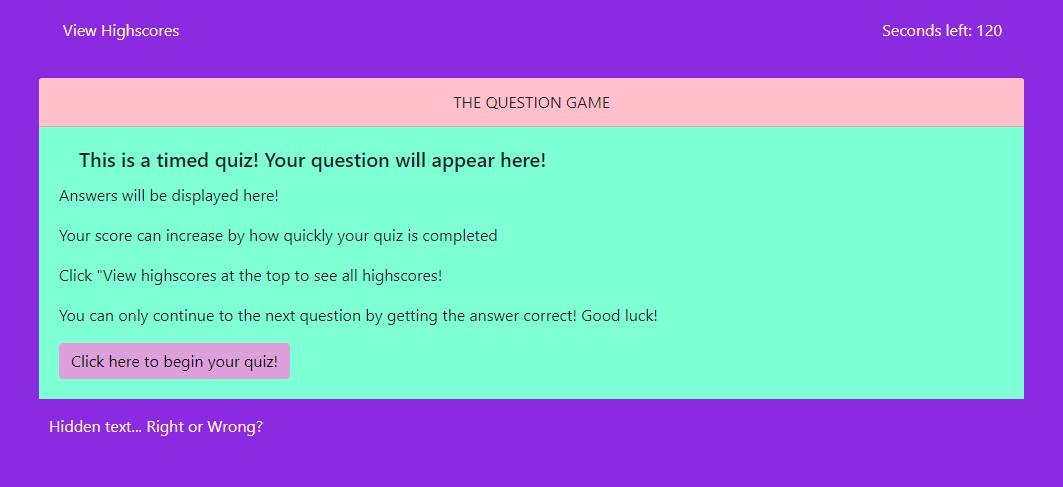 View Highscores
Seconds left: 120
THE QUESTION GAME
This is a timed quiz! Your question will appear here!
Answers will be displayed here!
Your score can increase by how quickly your quiz is completed
Click "View highscores at the top to see all highscores!
You can only continue to the next question by getting the answer correct! Good luck!
Click here to begin your quiz!
Hidden text... Right or Wrong?